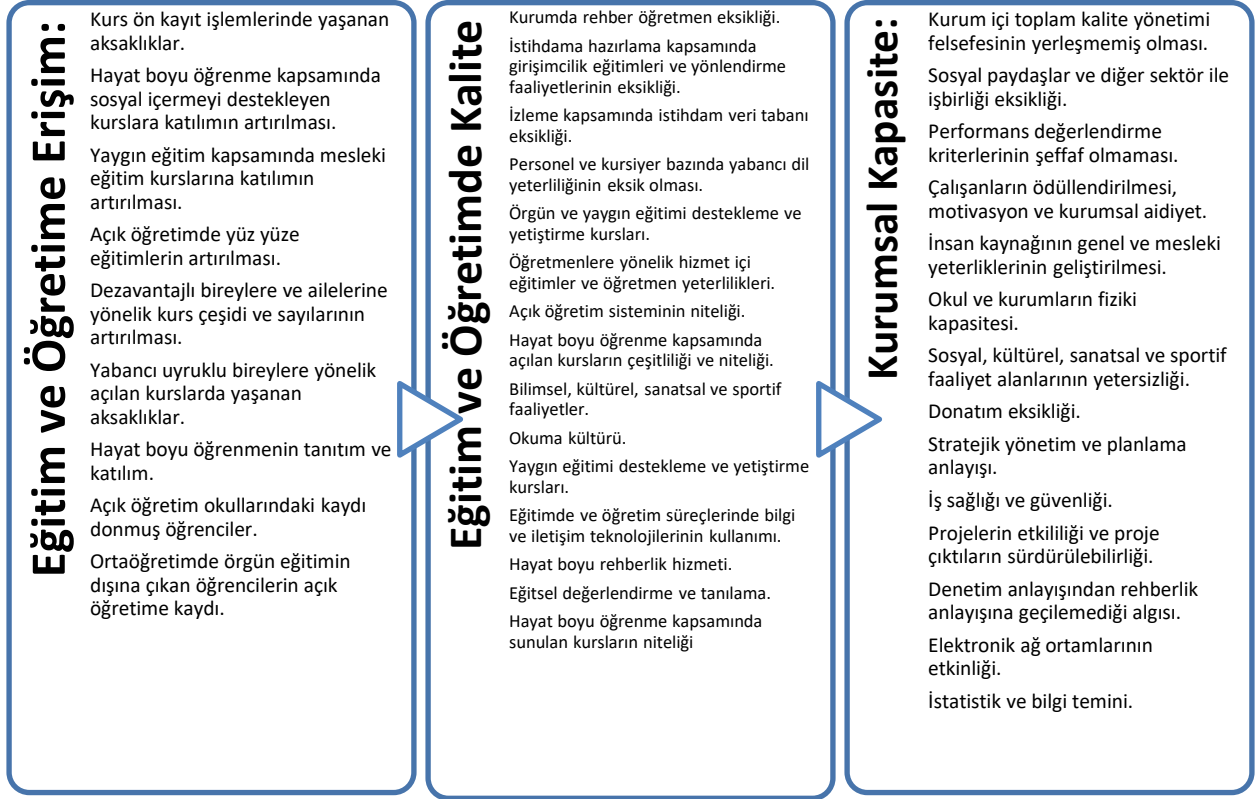 Eğitim ve Öğretime Erişim:
Kurs ön kayıt işlemlerinde yaşanan
aksaklıklar.
Hayat boyu öğrenme kapsamında
sosyal içermeyi destekleyen
kurslara katılımın artırılması.
Yaygın eğitim kapsamında mesleki
eğitim kurslarına katılımın
artırılması.
Açık öğretimde yüz yüze
eğitimlerin artırılması.
Dezavantajlı bireylere ve ailelerine
yönelik kurs çeşidi ve sayılarının
artırılması.
Yabancı uyruklu bireylere yönelik
açılan kurslarda yaşanan
aksaklıklar.
Hayat boyu öğrenmenin tanıtım ve
katılım.
Açık öğretim okullarındaki kaydı
donmuş öğrenciler.
Ortaöğretimde örgün eğitimin
dışına çıkan öğrencilerin açık
öğretime kaydı.
Eğitim ve Öğretimde Kalite
Kurumda rehber öğretmen eksikliği.
İstihdama hazırlama kapsamında
girişimcilik eğitimleri ve yönlendirme
faaliyetlerinin eksikliği.
İzleme kapsamında istihdam veri tabanı
eksikliği.
Personel ve kursiyer bazında yabancı dil
yeterliliğinin eksik olması.
Örgün ve yaygın eğitimi destekleme ve
yetiştirme kursları.
Öğretmenlere yönelik hizmet içi
eğitimler ve öğretmen yeterlilikleri.
Açık öğretim sisteminin niteliği.
Hayat boyu öğrenme kapsamında
açılan kursların çeşitliliği ve niteliği.
Bilimsel, kültürel, sanatsal ve sportif
faaliyetler.
Okuma kültürü.
Yaygın eğitimi destekleme ve yetiştirme
kursları.
Eğitimde ve öğretim süreçlerinde bilgi
ve iletişim teknolojilerinin kullanımı.
Hayat boyu rehberlik hizmeti.
Eğitsel değerlendirme ve tanılama.
Hayat boyu öğrenme kapsamında
sunulan kursların niteliği
Kurumsal Kapasite:
Kurum içi toplam kalite yönetimi
felsefesinin yerleşmemiş olması.
Sosyal paydaşlar ve diğer sektör ile
işbirliği eksikliği.
Performans değerlendirme
kriterlerinin şeffaf olmaması.
Çalışanların ödüllendirilmesi,
motivasyon ve kurumsal aidiyet.
İnsan kaynağının genel ve mesleki
yeterliklerinin geliştirilmesi.
Okul ve kurumların fiziki
kapasitesi.
Sosyal, kültürel, sanatsal ve sportif
faaliyet alanlarının yetersizliği.
Donatım eksikliği.
Stratejik yönetim ve planlama
anlayışı.
İş sağlığı ve güvenliği.
Projelerin etkililiği ve proje
çıktıların sürdürülebilirliği.
Denetim anlayışından rehberlik
anlayışına geçilemediği algısı.
Elektronik ağ ortamlarının
etkinliği.
İstatistik ve bilgi temini.